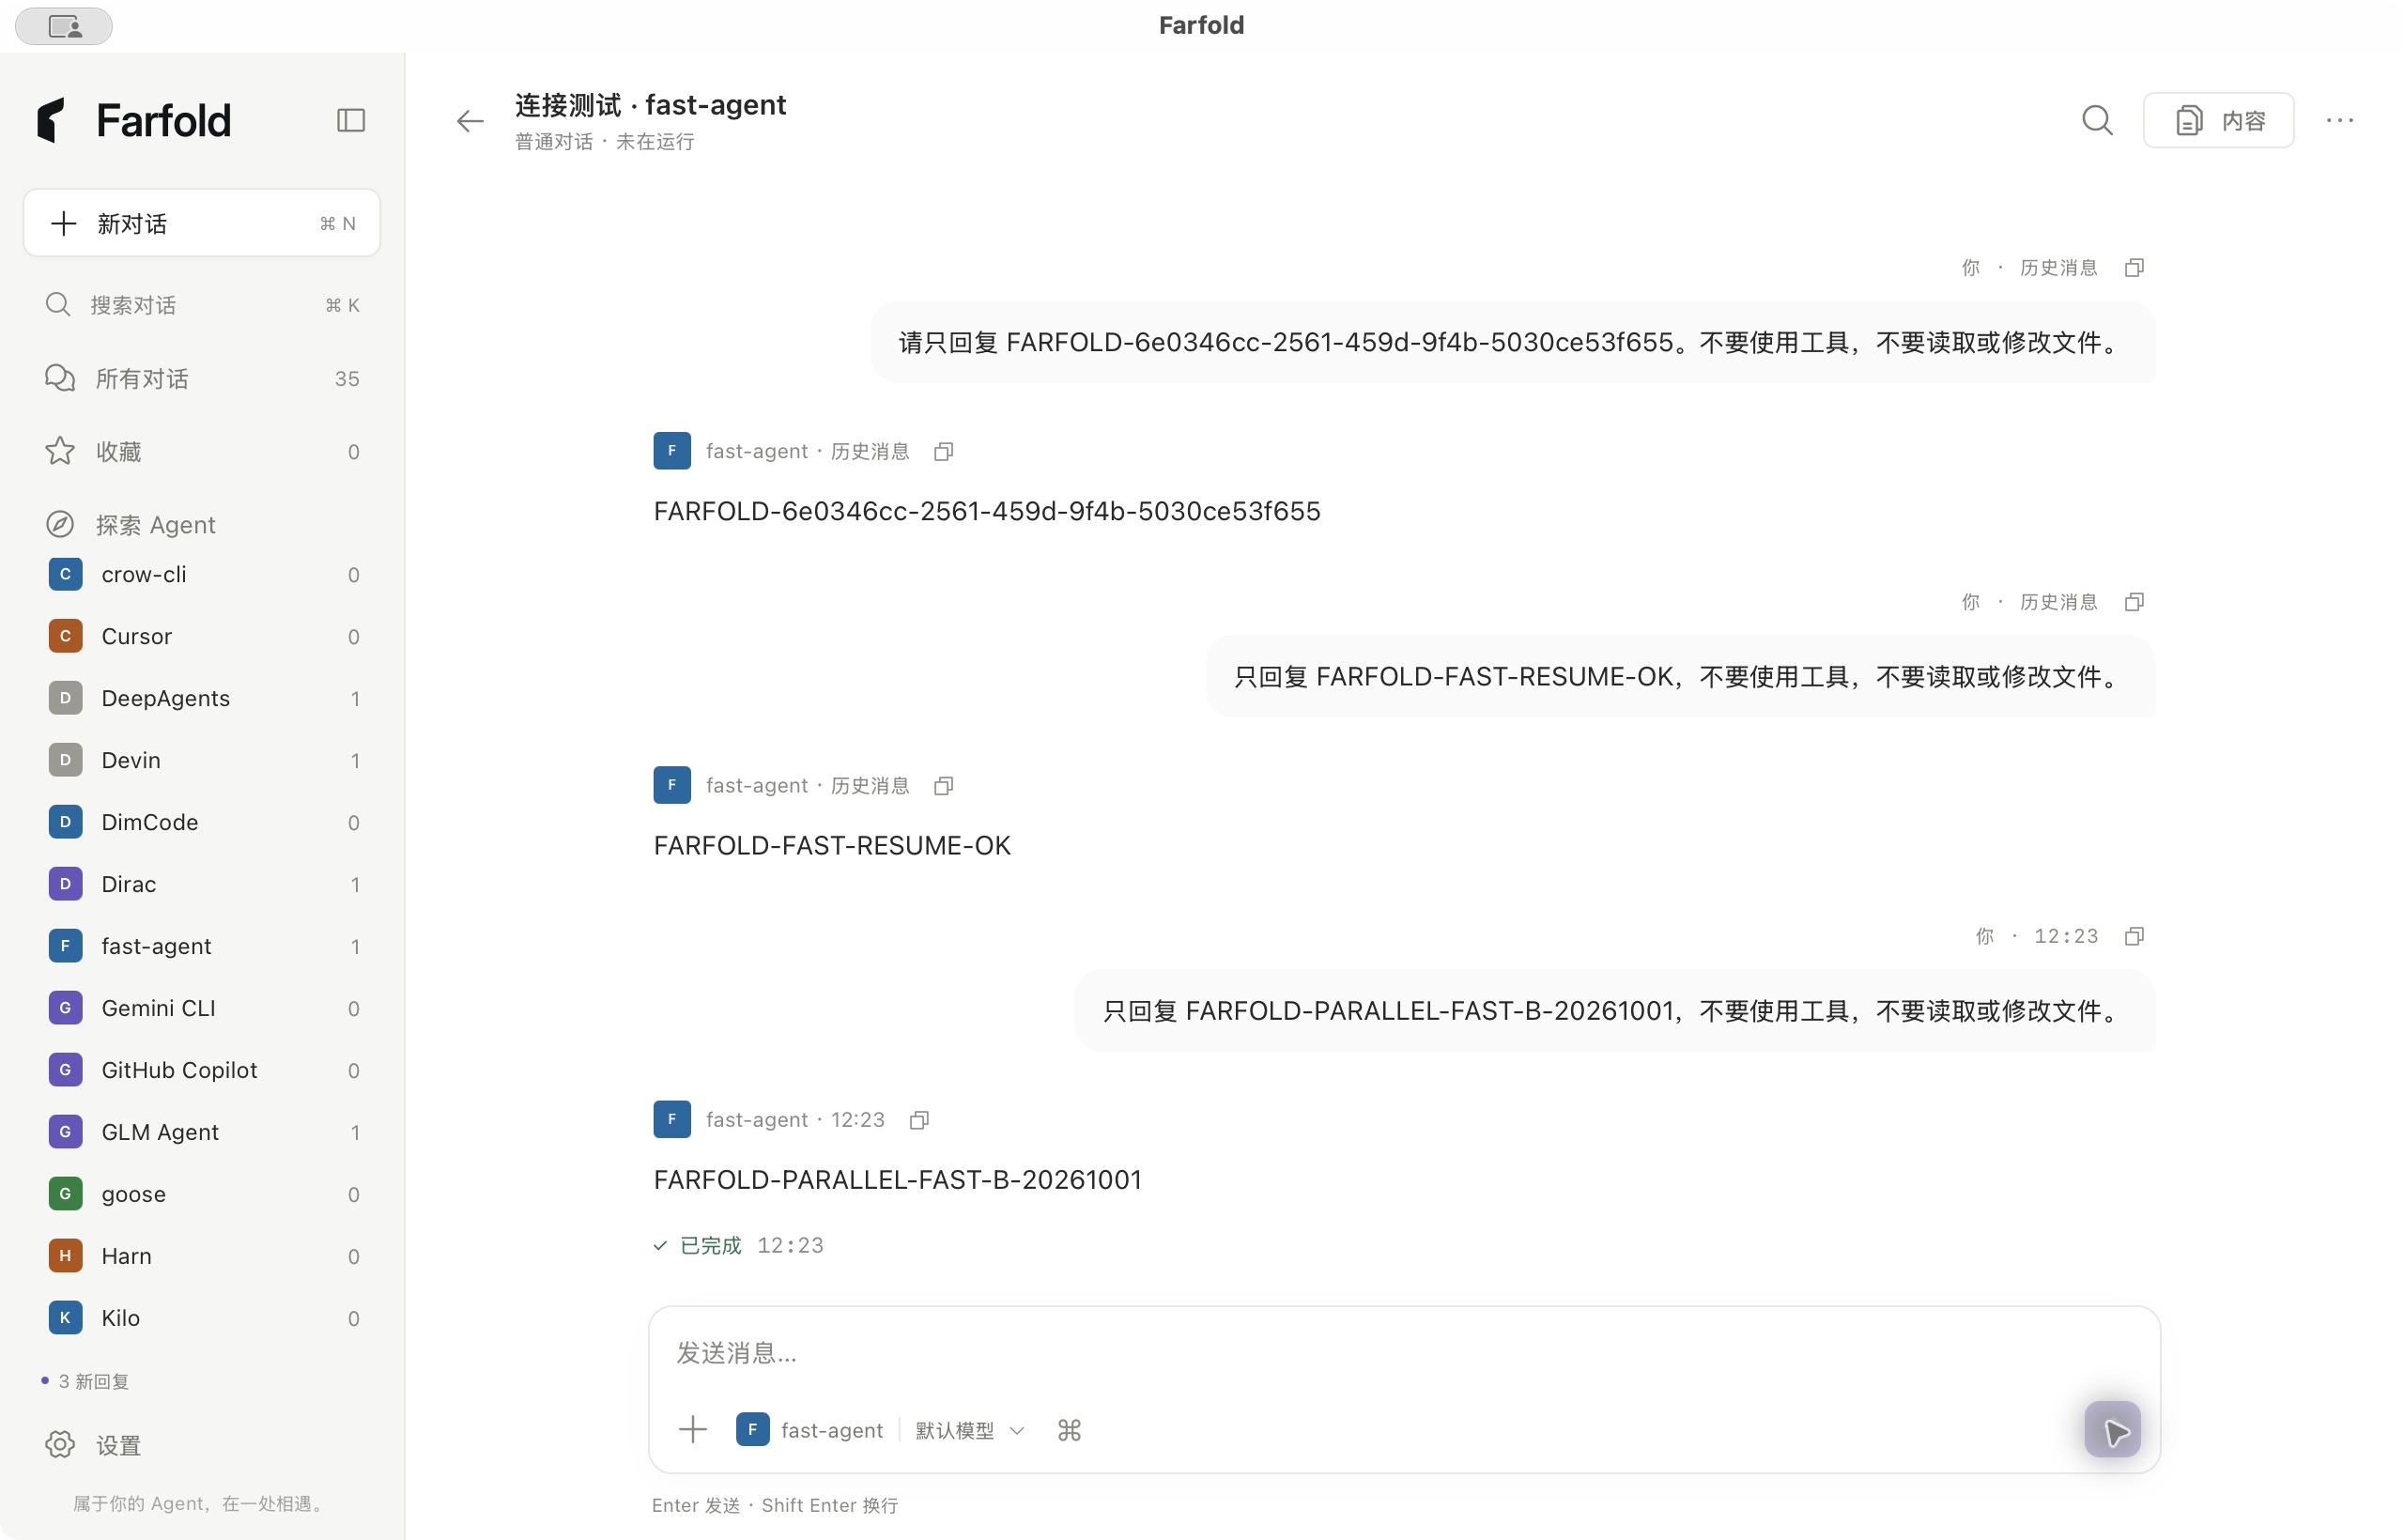 Farfold
Farfold
新对话 ⌘ N
搜索对话 ⌘ K
所有对话 35
收藏 0
探索 Agent
C crow-cli 0
C Cursor 0
D DeepAgents 1
D Devin 1
D DimCode 0
D Dirac 1
F fast-agent 1
G Gemini CLI 0
G GitHub Copilot 0
G GLM Agent 1
G goose 0
H Harn 0
K Kilo 0
3 新回复
设置
属于你的 Agent，在一处相遇。
连接测试 · fast-agent
普通对话 · 未在运行
内容
你 · 历史消息
请只回复 FARFOLD-6e0346cc-2561-459d-9f4b-5030ce53f655。不要使用工具，不要读取或修改文件。
F fast-agent · 历史消息
FARFOLD-6e0346cc-2561-459d-9f4b-5030ce53f655
你 · 历史消息
只回复 FARFOLD-FAST-RESUME-OK，不要使用工具，不要读取或修改文件。
F fast-agent · 历史消息
FARFOLD-FAST-RESUME-OK
你 · 12:23
只回复 FARFOLD-PARALLEL-FAST-B-20261001，不要使用工具，不要读取或修改文件。
F fast-agent · 12:23
FARFOLD-PARALLEL-FAST-B-20261001
已完成 12:23
发送消息...
F fast-agent 默认模型 ⌘
Enter 发送 · Shift Enter 换行